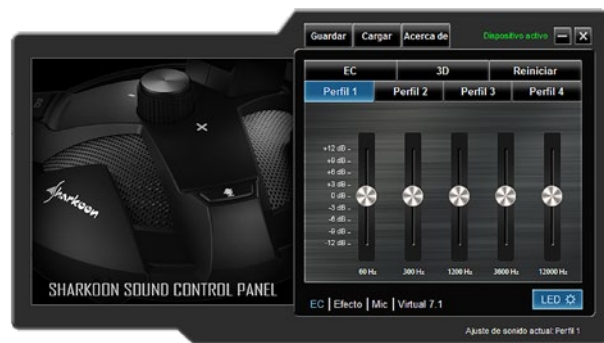 Guardar Cargar Acerca de Dispositivo activo
EC 3D Reiniciar
Perfil 1 Perfil 2 Perfil 3 Perfil 4
+12 dB
+9 dB
+6 dB
+3 dB
0 dB
-3 dB
-6 dB
-9 dB
-12 dB
60 Hz 300 Hz 1200 Hz 3600 Hz 12000 Hz
Sharkoon
SHARKOON SOUND CONTROL PANEL
EC | Efecto | Mic | Virtual 7.1 LED
Ajuste de sonido actual: Perfil 1